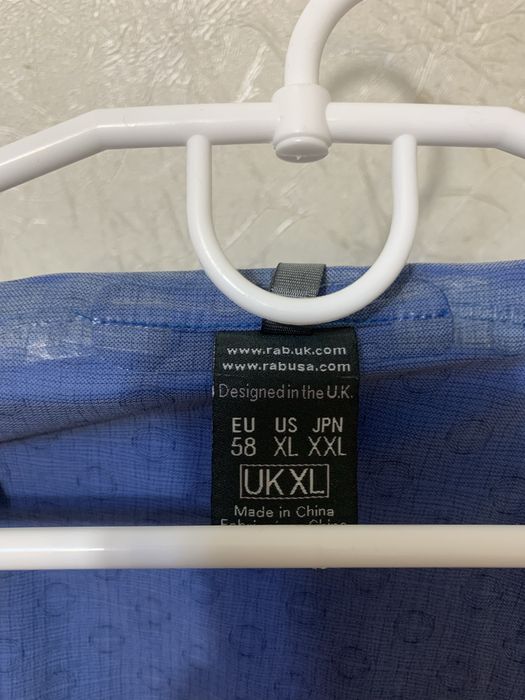 www.rab.uk.com
www.rabusa.com
Designed in the U.K.
EU US JPN
58 XL XXL
UK XL
Made in China